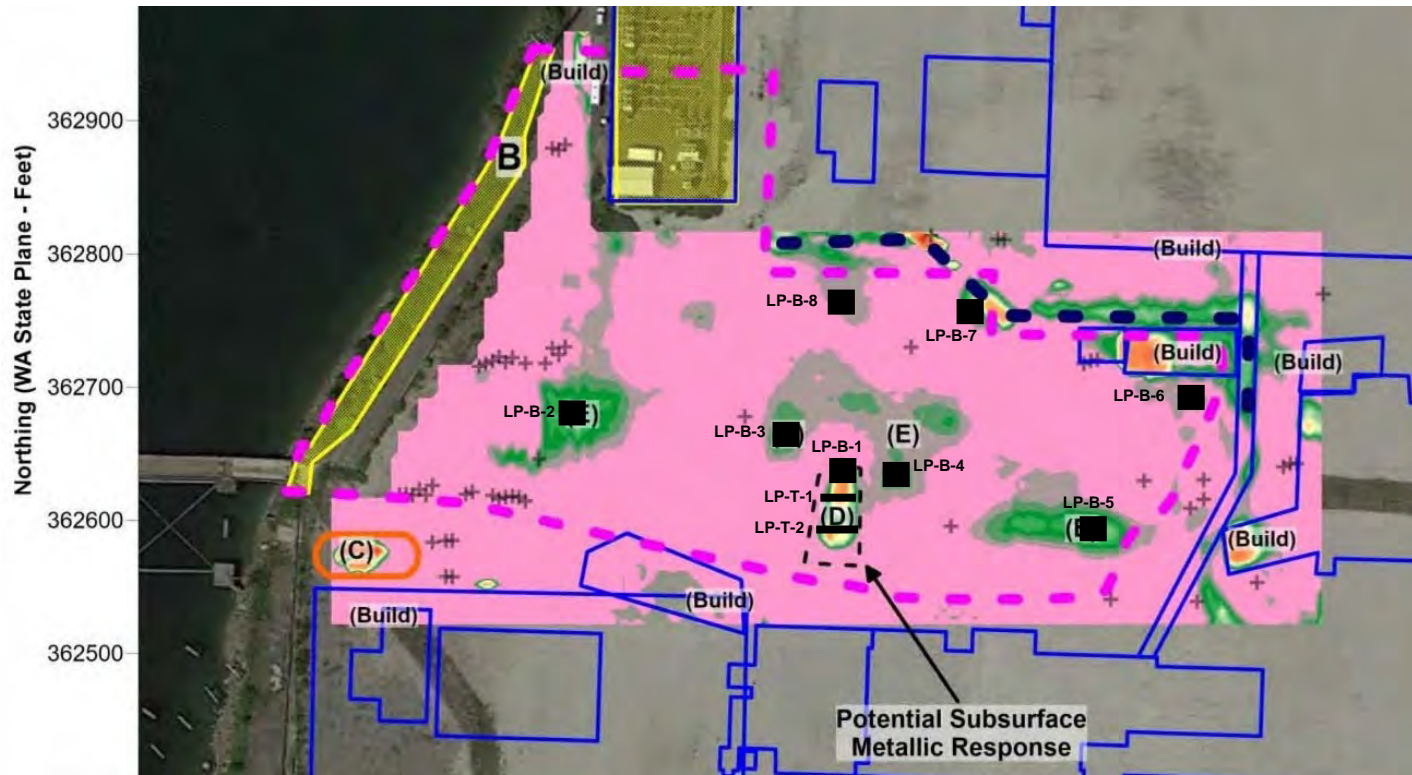 (Build)
362900
B
362800
(Build)
LP-B-8
LP-B-7
(Build)
(Build)
362700
LP-B-6
LP-B-2
LP-B-3
(E)
LP-B-1
LP-B-4
LP-T-1
LP-B-5
362600
LP-T-2
(D)
(Build)
(C)
(Build)
(Build)
362500
Potential Subsurface
Metallic Response
Northing (WA State Plane - Feet)